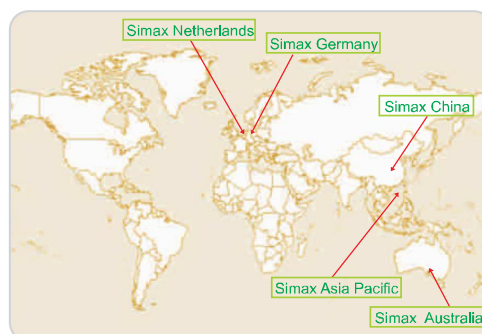 Simax Netherlands
Simax Germany
Simax China
Simax Asia Pacific
Simax Australia